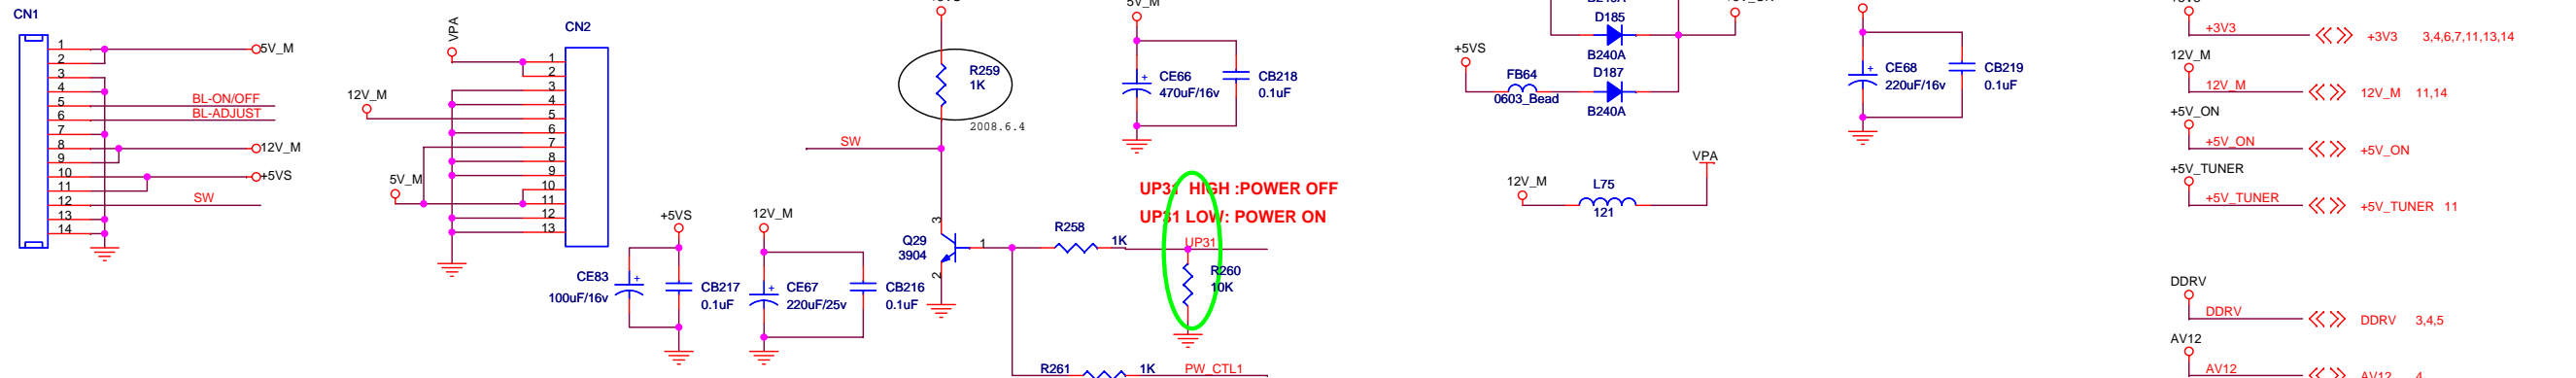 CN1
1
2
3
4
5
6
7
8
9
10
11
12
13
14
5V_M
BL-ON/OFF
BL-ADJUST
12V_M
+5VS
SW
VPA
12V_M
5V_M
CN2
1
2
3
4
5
6
7
8
9
10
11
12
13
+5VS
CE83
100uF/16v
CB217
0.1uF
12V_M
CE67
220uF/25v
CB216
0.1uF
R259
1K
2008.6.4
SW
3
Q29
3904
1
2
R258
1K
UP31
R260
10K
R261
1K
PW_CTL1
5V_M
CE66
470uF/16v
CB218
0.1uF
UP31 HIGH :POWER OFF
UP31 LOW: POWER ON
D185
B240A
+5VS
FB64
0603_Bead
D187
B240A
12V_M
L75
121
VPA
CE68
220uF/16v
CB219
0.1uF
+3V3
+3V3 3,4,6,7,11,13,14
12V_M
12V_M
12V_M 11,14
+5V_ON
+5V_ON
+5V_ON
+5V_TUNER
+5V_TUNER
+5V_TUNER 11
DDRV
DDRV
DDRV 3,4,5
AV12
AV12
AV12 4